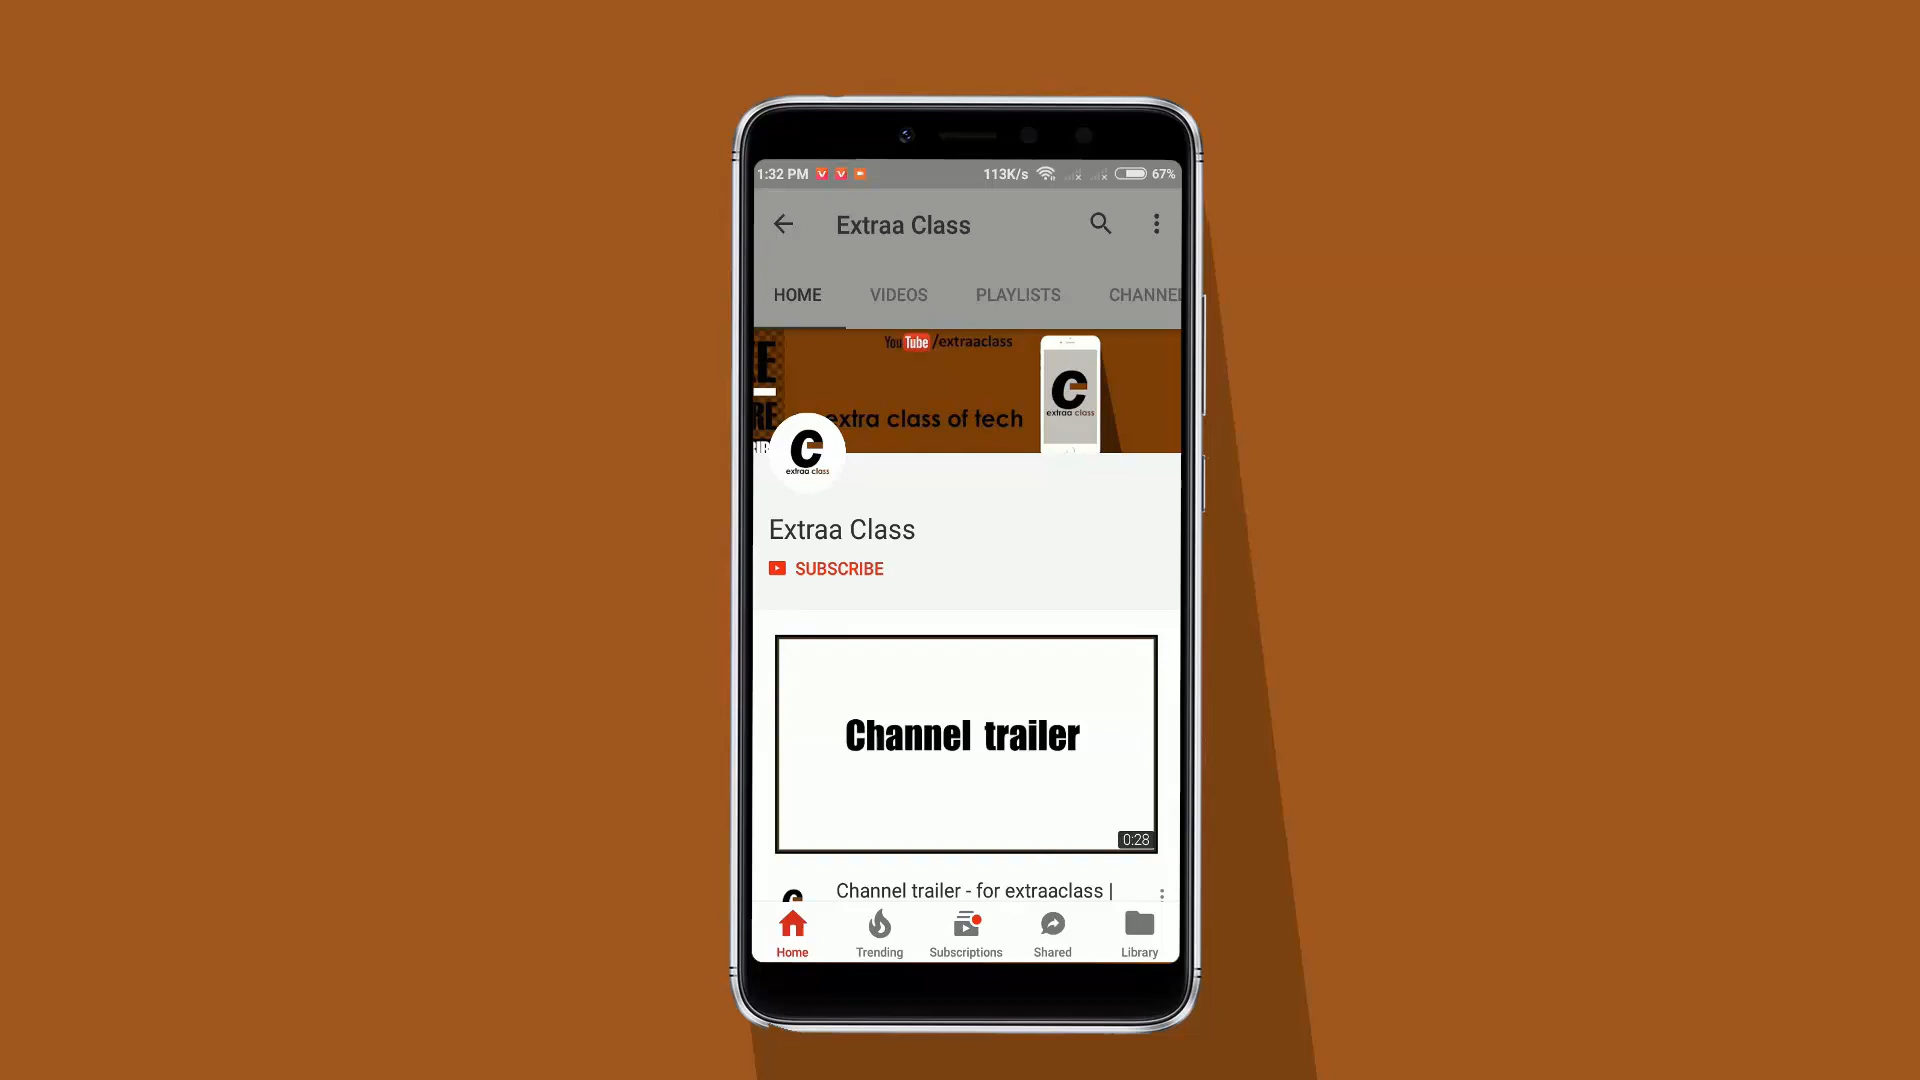 1:32 PM 113K/s 67%
Extraa Class
HOME VIDEOS PLAYLISTS CHANNEL
YouTube/extraaclass
extra class of tech
extraa class
extraa class
Extraa Class
SUBSCRIBE
Channel trailer
0:28
Channel trailer - for extraaclass |
Home Trending Subscriptions Shared Library